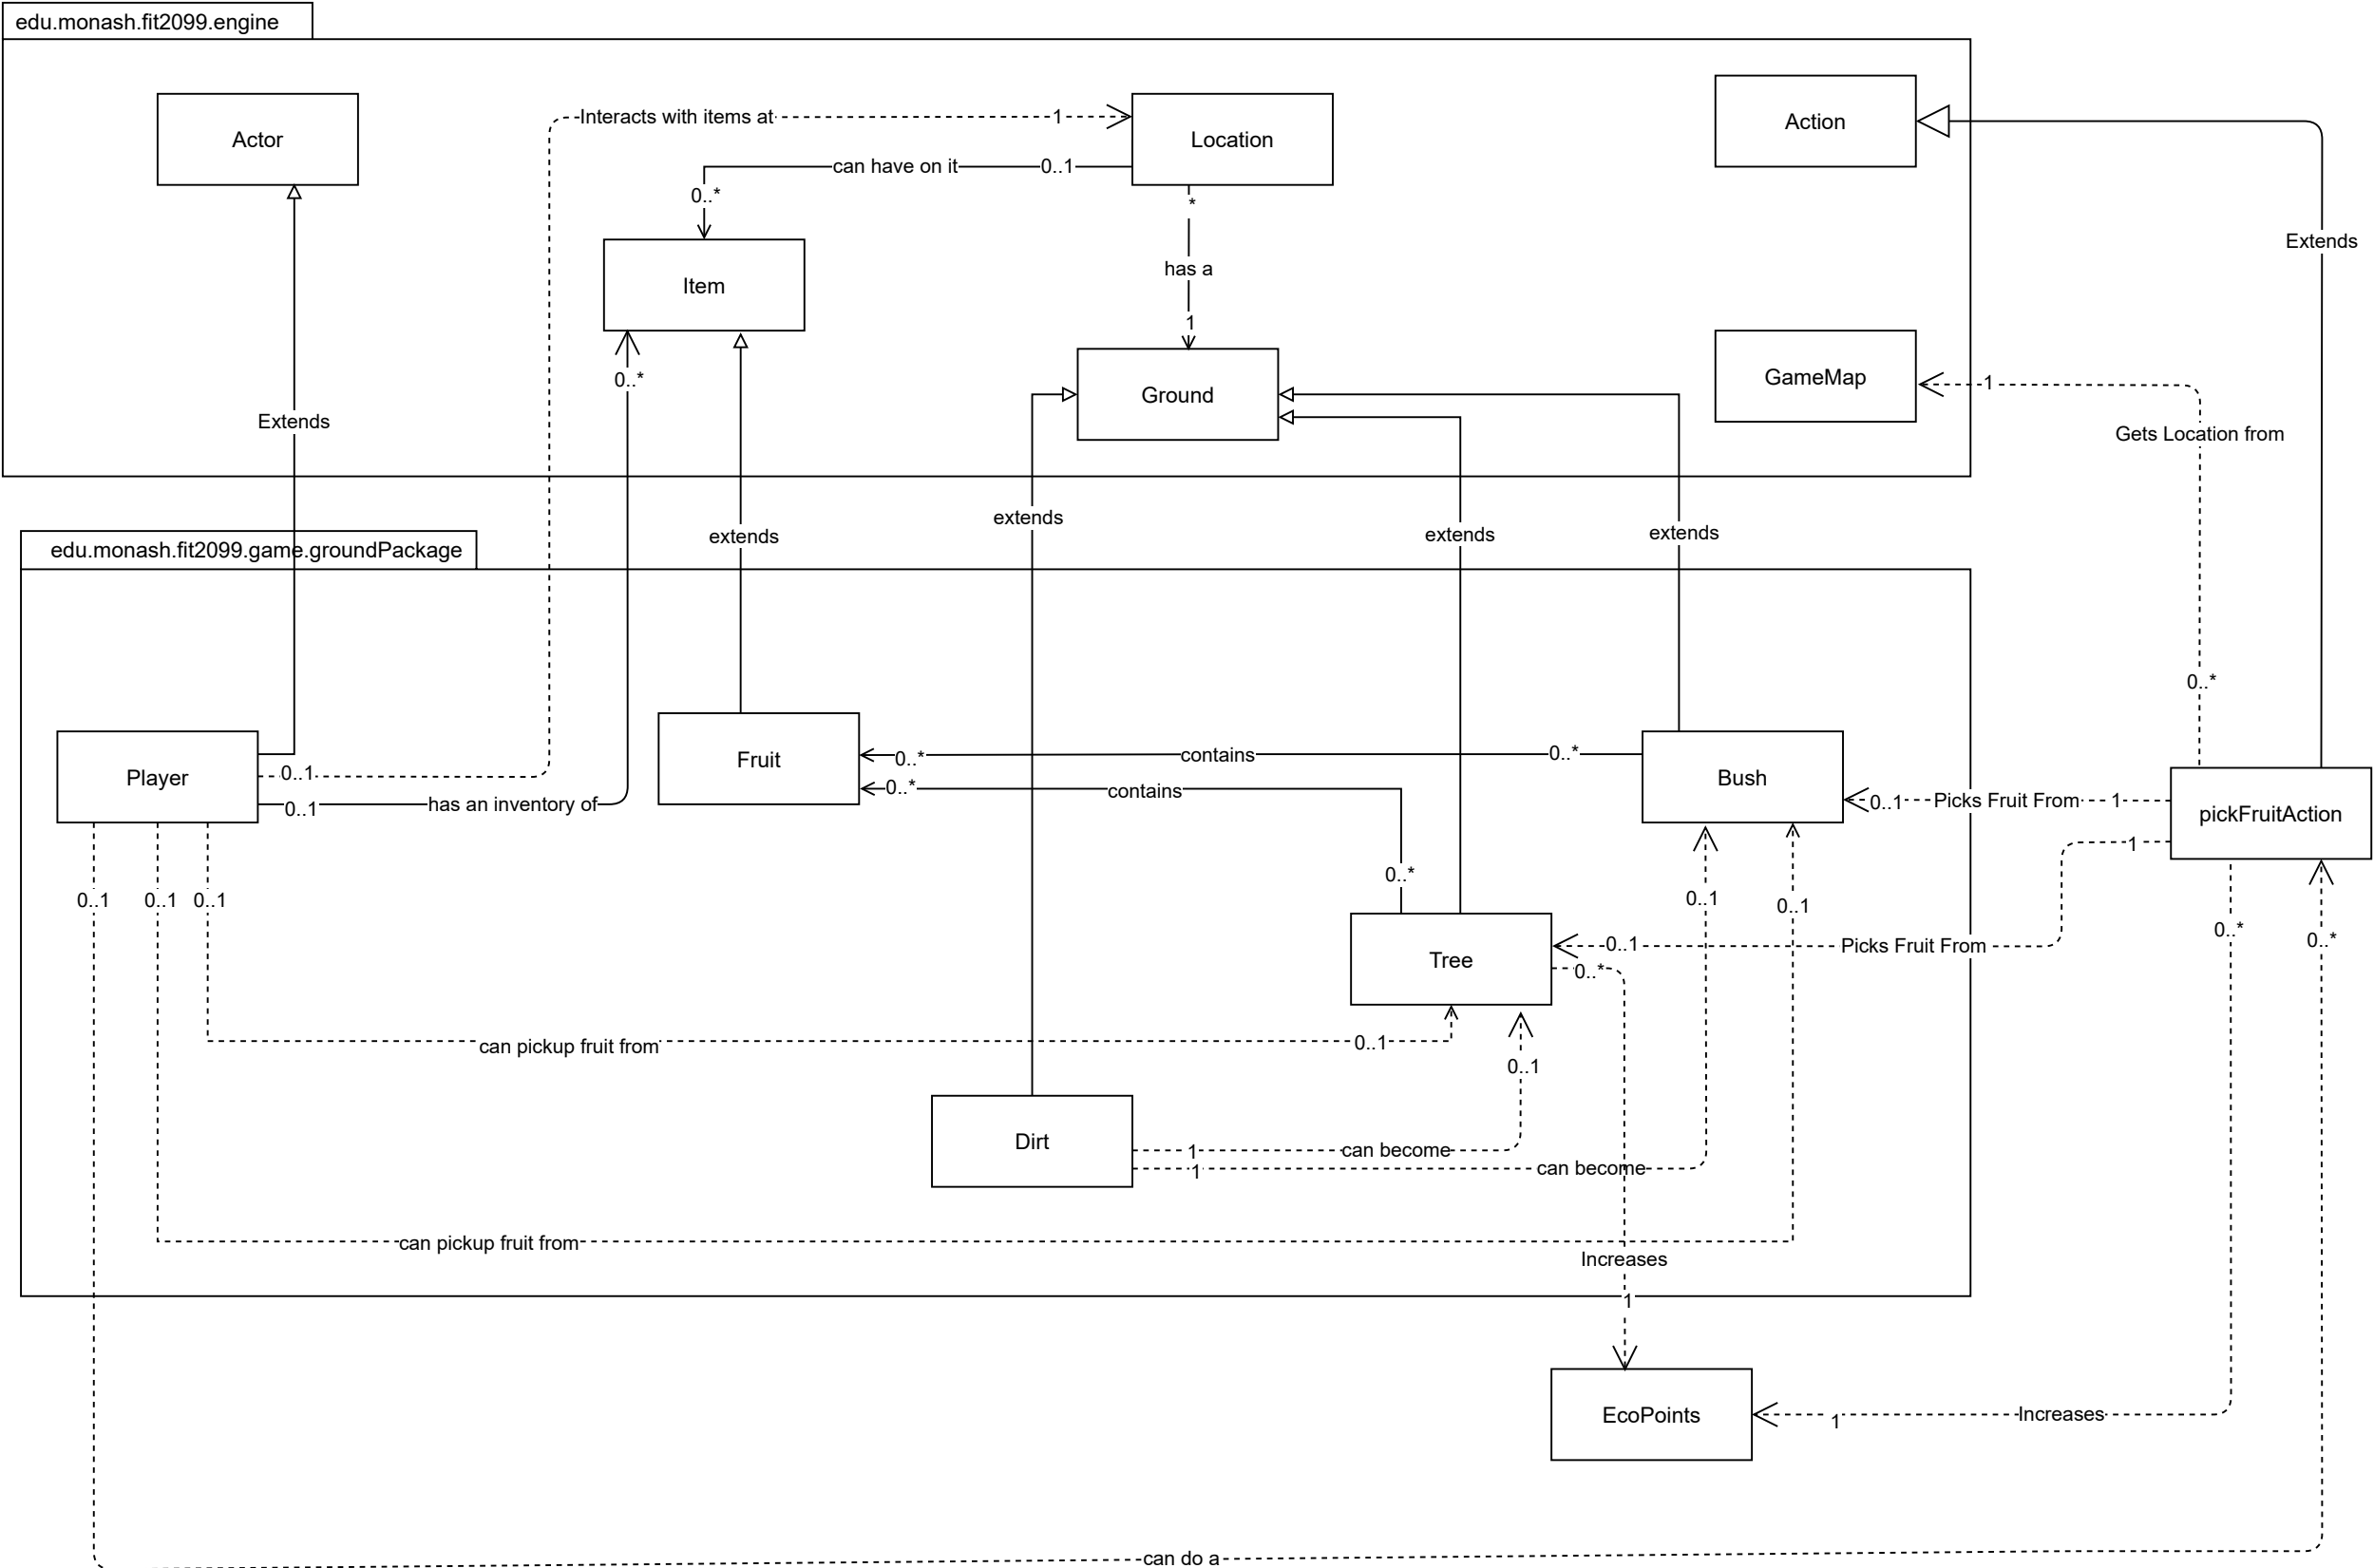 edu.monash.fit2099.engine
Action
Interacts with items at
1
Actor
Location
can have on it
0..1
0..*
*
Extends
has a
Item
1
GameMap
1
0..*
Ground
Extends
Gets Location from
extends
extends
extends
extends
edu.monash.fit2099.game.groundPackage
0..*
0..*
contains
0..*
Fruit
0..1
Player
Bush
0..*
contains
0..1
Picks Fruit From
1
0..1
has an inventory of
pickFruitAction
1
0..*
0..1
0..1
0..1
0..1
0..1
0..*
0..*
0..1
Picks Fruit From
Tree
0..*
can pickup fruit from
0..1
0..1
Dirt
1
can become
1
can become
can pickup fruit from
Increases
1
EcoPoints
1
Increases
can do a